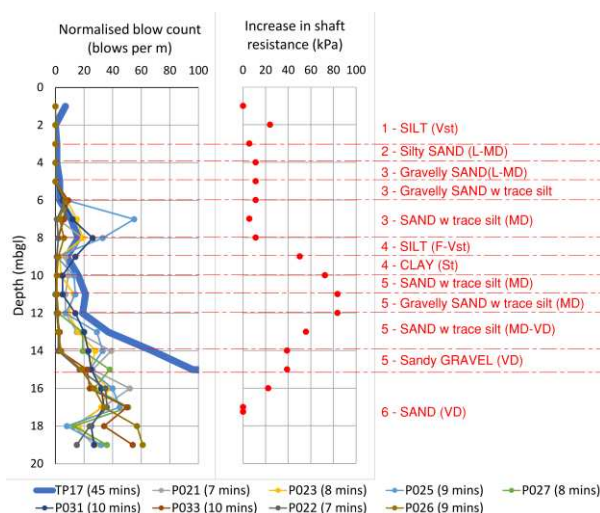 Normalised blow count
(blows per m)
Increase in shaft
resistance (kPa)
0 20 40 60 80 100
0 20 40 60 80 100
0
2
4
6
8
10
12
14
16
18
20
Depth (mbgl)
1 - SILT (Vst)
2 - Silty SAND (L-MD)
3 - Gravelly SAND(L-MD)
3 - Gravelly SAND w trace silt
3 - SAND w trace silt (MD)
4 - SILT (F-Vst)
4 - CLAY (St)
5 - SAND w trace silt (MD)
5 - Gravelly SAND w trace silt (MD)
5 - SAND w trace silt (MD-VD)
5 - Sandy GRAVEL (VD)
6 - SAND (VD)
TP17 (45 mins) P021 (7 mins) P023 (8 mins) P025 (9 mins) P027 (8 mins)
P031 (10 mins) P033 (10 mins) P022 (7 mins) P026 (9 mins)